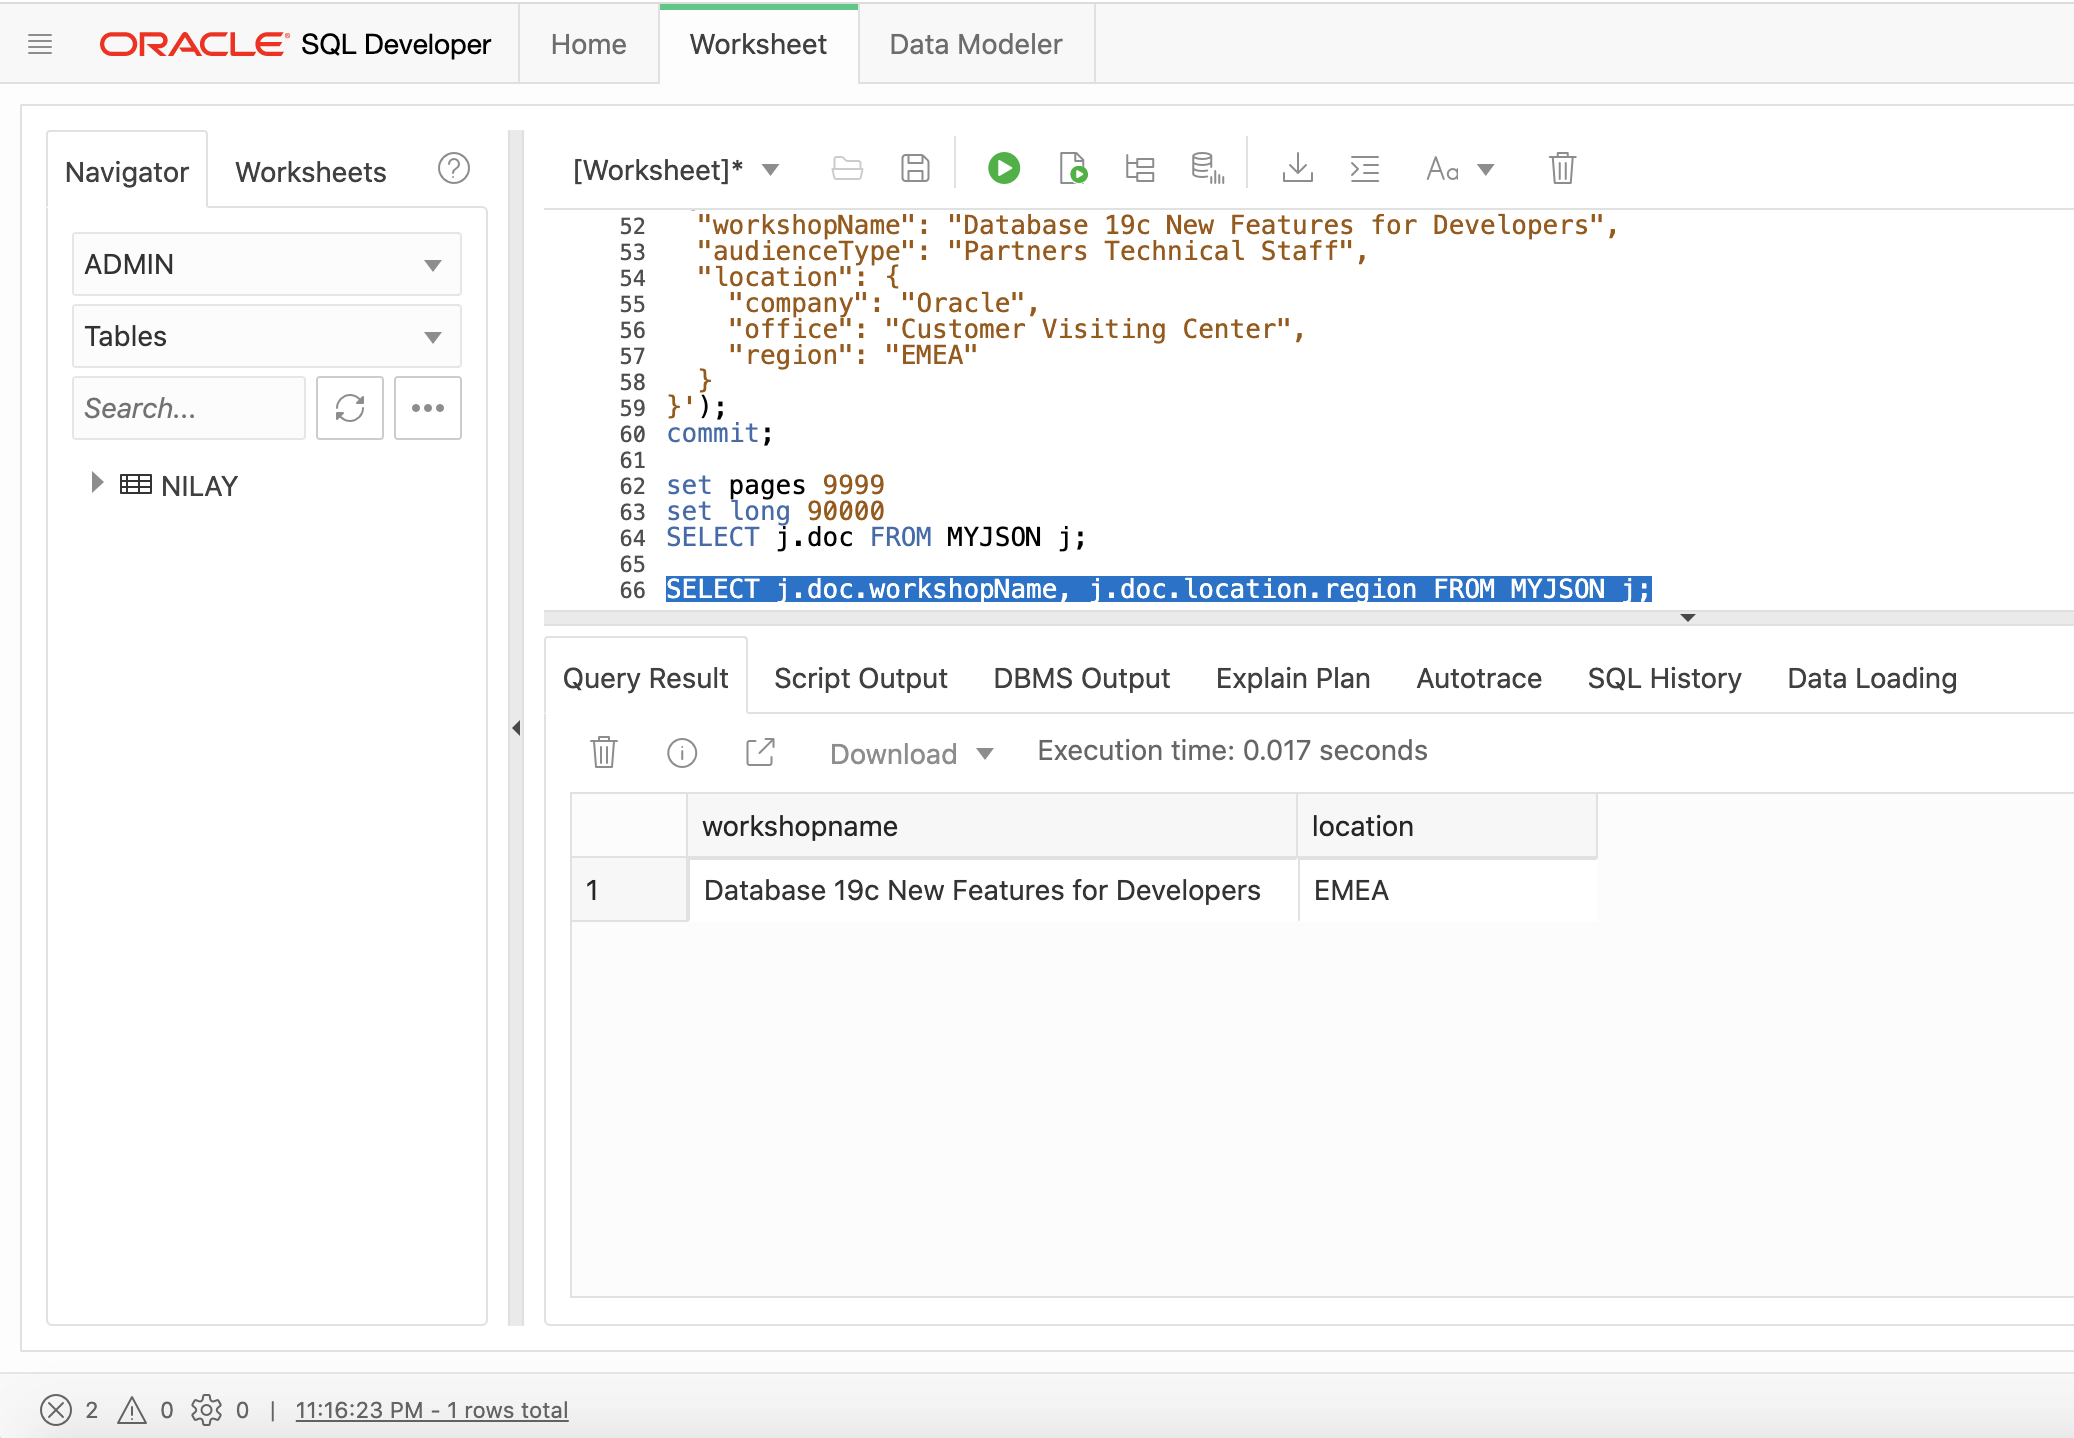 ORACLE SQL Developer
Home
Worksheet
Data Modeler
Navigator
Worksheets
?
ADMIN
Tables
Search...
NILAY
[Worksheet]*
Aa
52 "workshopName": "Database 19c New Features for Developers",
53 "audienceType": "Partners Technical Staff",
54 "location": {
55 "company": "Oracle",
56 "office": "Customer Visiting Center",
57 "region": "EMEA"
58 }
59 }');
60 commit;
61
62 set pages 9999
63 set long 90000
64 SELECT j.doc FROM MYJSON j;
65
66 SELECT j.doc.workshopName, j.doc.location.region FROM MYJSON j;
Query Result
Script Output
DBMS Output
Explain Plan
Autotrace
SQL History
Data Loading
Download
Execution time: 0.017 seconds
workshopname location
1 Database 19c New Features for Developers EMEA
2 0 0 | 11:16:23 PM - 1 rows total